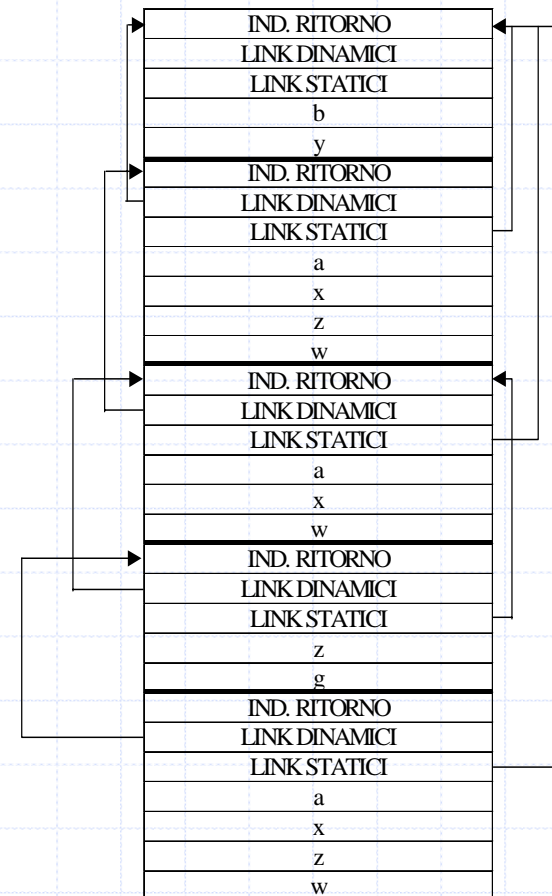 IND. RITORNO
LINK DINAMICI
LINK STATICI
b
y
IND. RITORNO
LINK DINAMICI
LINK STATICI
a
x
z
w
IND. RITORNO
LINK DINAMICI
LINK STATICI
a
x
w
IND. RITORNO
LINK DINAMICI
LINK STATICI
z
g
IND. RITORNO
LINK DINAMICI
LINK STATICI
a
x
z
w